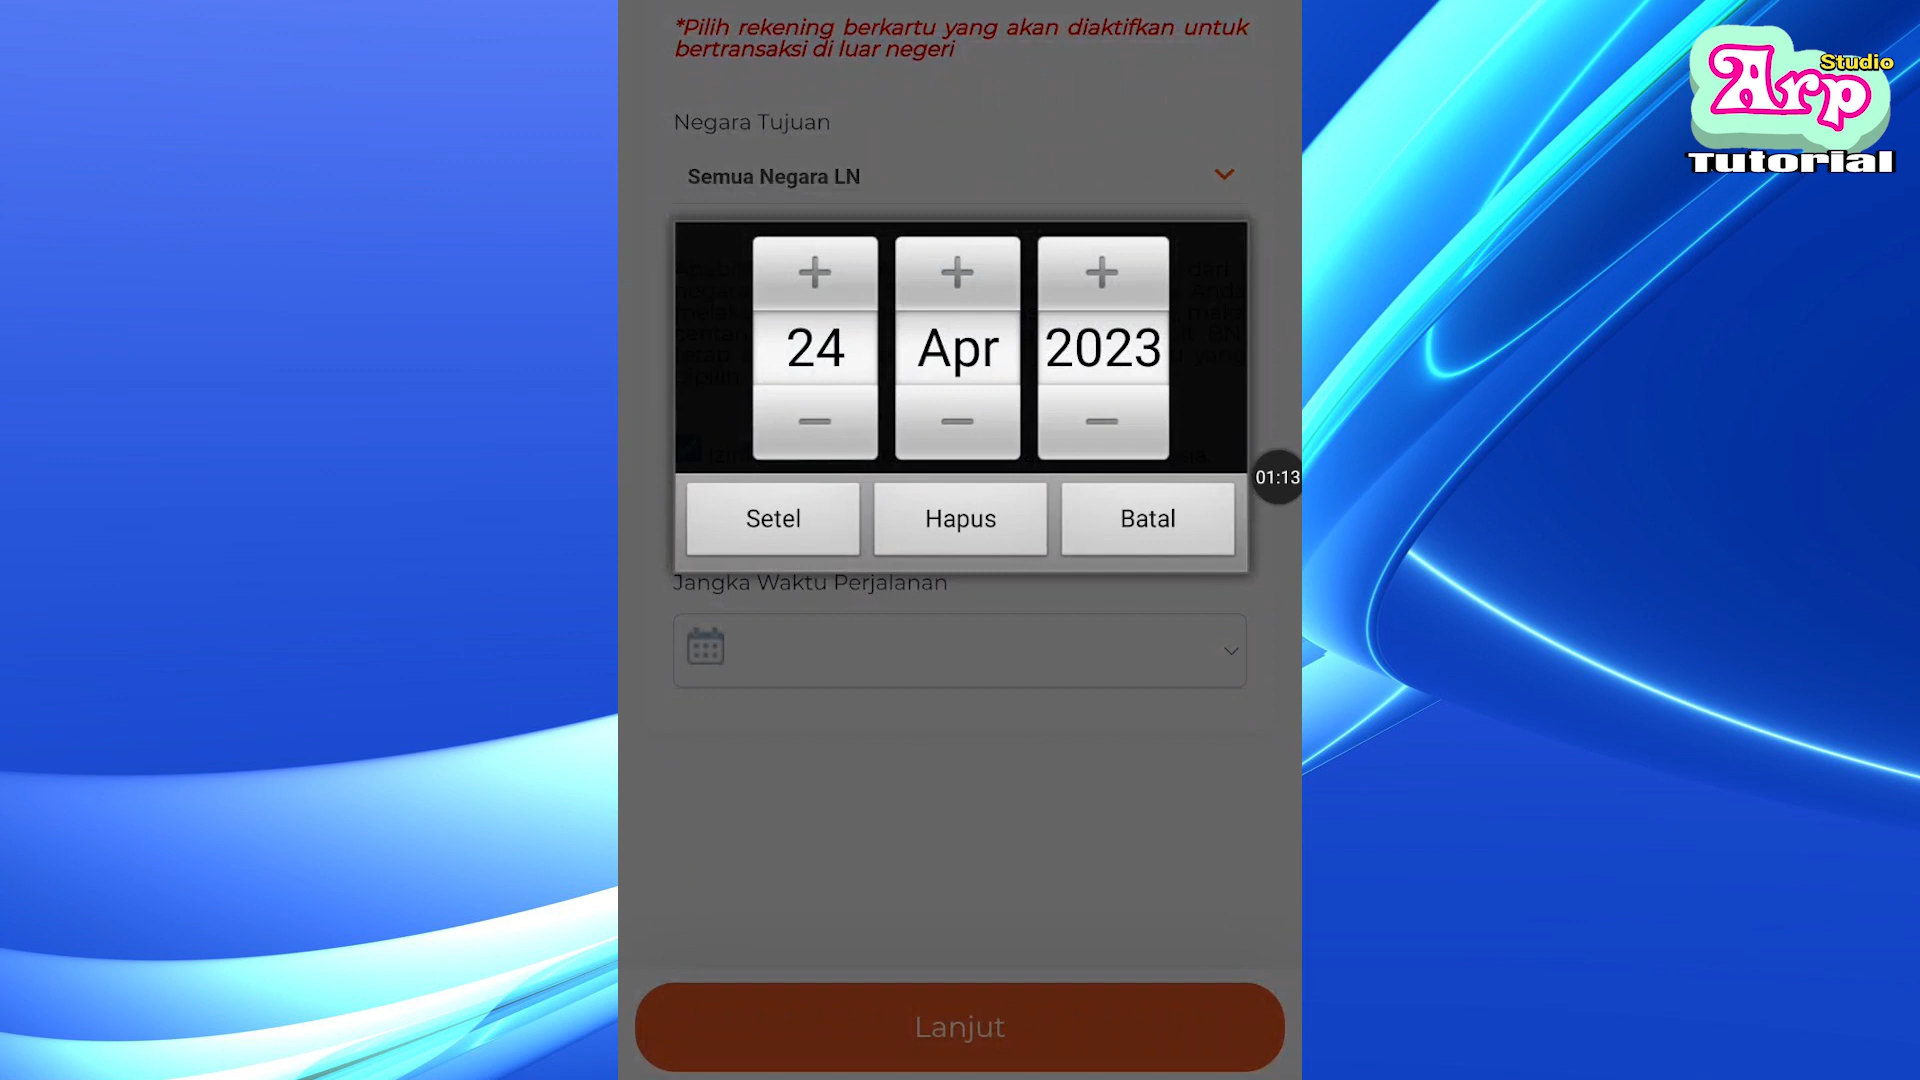 *Pilih rekening berkartu yang akan diaktifkan untuk
bertransaksi di luar negeri
Studio
Arp
Tutorial
Negara Tujuan
Semua Negara LN
+ + +
24 Apr 2023
− − −
01:13
Setel Hapus Batal
Jangka Waktu Perjalanan
Lanjut